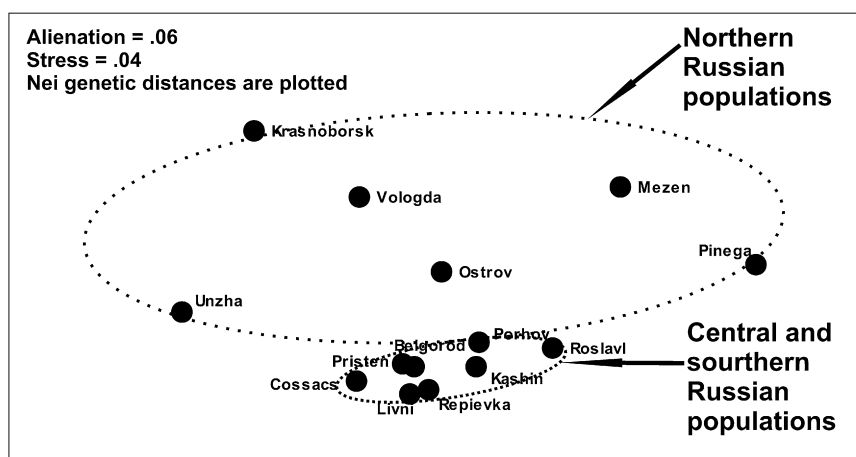 Alienation = .06
Stress = .04
Nei genetic distances are plotted
Northern
Russian
populations
Krasnoborsk
Vologda
Mezen
Pinega
Ostrov
Unzha
Porhov
Belgorod
Roslavl
Pristen
Kashin
Cossacs
Livni
Repievka
Central and
sourthern
Russian
populations